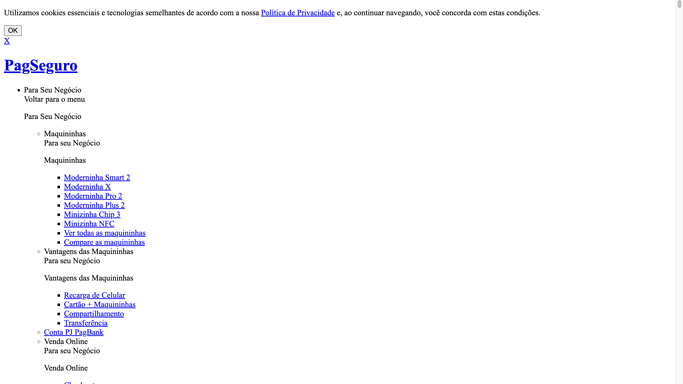 Utilizamos cookies essenciais e tecnologias semelhantes de acordo com a nossa Política de Privacidade e, ao continuar navegando, você concorda com estas condições.
OK
X
PagSeguro
Para Seu Negócio
Voltar para o menu
Para Seu Negócio
Maquininhas
Para seu Negócio
Maquininhas
Moderninha Smart 2
Moderninha X
Moderninha Pro 2
Moderninha Plus 2
Minizinha Chip 3
Minizinha NFC
Ver todas as maquininhas
Compare as maquininhas
Vantagens das Maquininhas
Para seu Negócio
Vantagens das Maquininhas
Recarga de Celular
Cartão + Maquininhas
Compartilhamento
Transferência
Conta PJ PagBank
Venda Online
Para seu Negócio
Venda Online